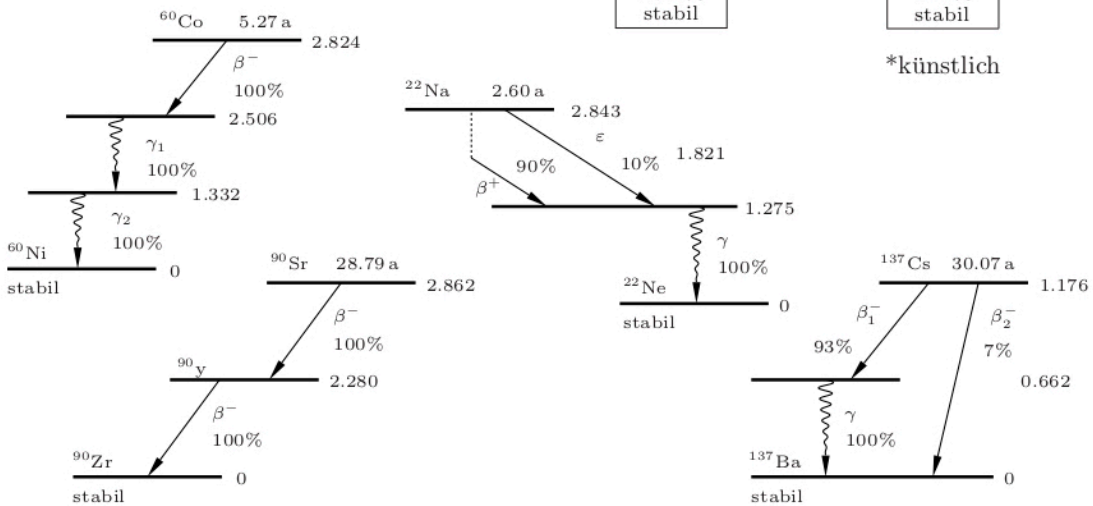 stabil
stabil
*künstlich
⁶⁰Co 5.27 a
2.824
β⁻
100%
2.506
γ₁
100%
1.332
γ₂
100%
⁶⁰Ni
0
stabil
²²Na 2.60 a
2.843
ε
10%
1.821
90%
β⁺
1.275
γ
100%
²²Ne
0
stabil
⁹⁰Sr 28.79 a
2.862
β⁻
100%
⁹⁰y
2.280
β⁻
100%
⁹⁰Zr
0
stabil
¹³⁷Cs 30.07 a
1.176
β₁⁻
93%
β₂⁻
7%
0.662
γ
100%
¹³⁷Ba
0
stabil